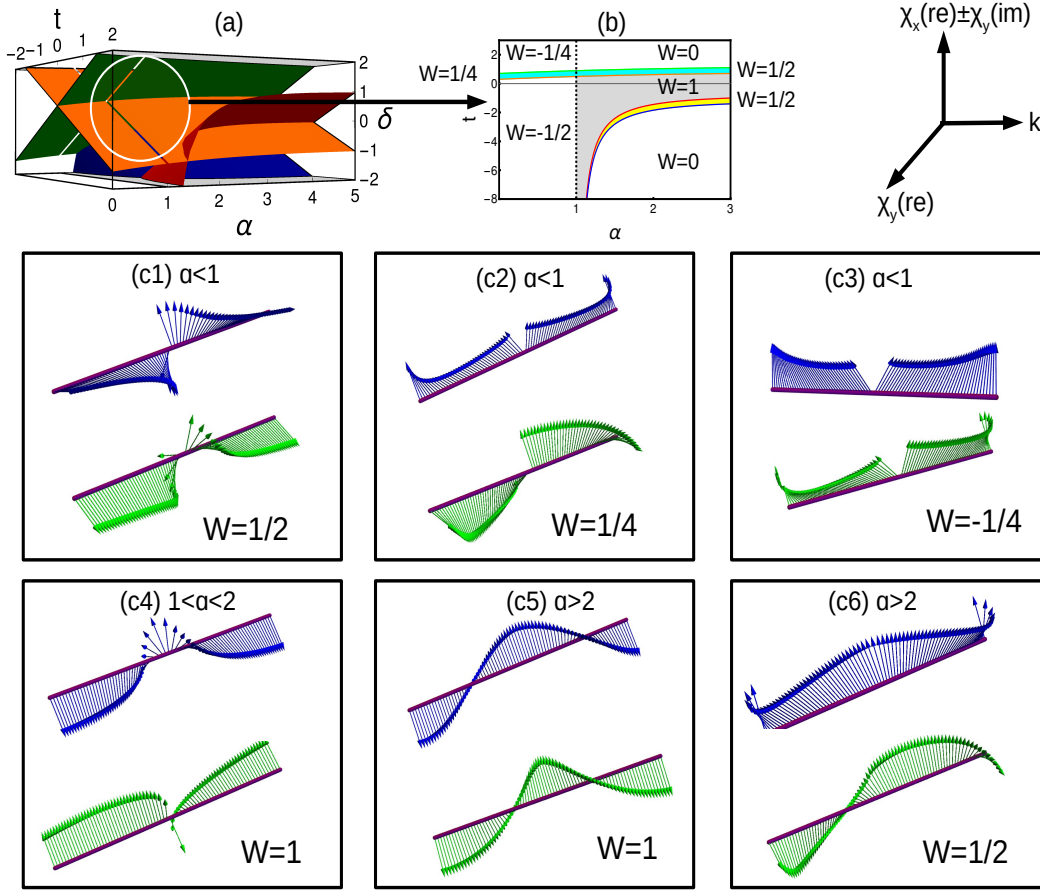 (a)
t
−2
−1
0
1
2
2
1
0
−1
−2
δ
0
1
2
3
4
5
α
(b)
W=-1/4
W=0
W=1/4
W=1/2
W=1
W=1/2
W=-1/2
W=0
2
0
−2
−4
−6
−8
t
1
2
3
α
χx(re)±χy(im)
k
χy(re)
(c1) α<1
W=1/2
(c2) α<1
W=1/4
(c3) α<1
W=-1/4
(c4) 1<α<2
W=1
(c5) α>2
W=1
(c6) α>2
W=1/2